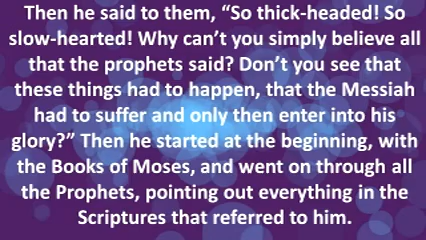 Then he said to them, “So thick-headed! So
slow-hearted! Why can’t you simply believe all
that the prophets said? Don’t you see that
these things had to happen, that the Messiah
had to suffer and only then enter into his
glory?” Then he started at the beginning, with
the Books of Moses, and went on through all
the Prophets, pointing out everything in the
Scriptures that referred to him.